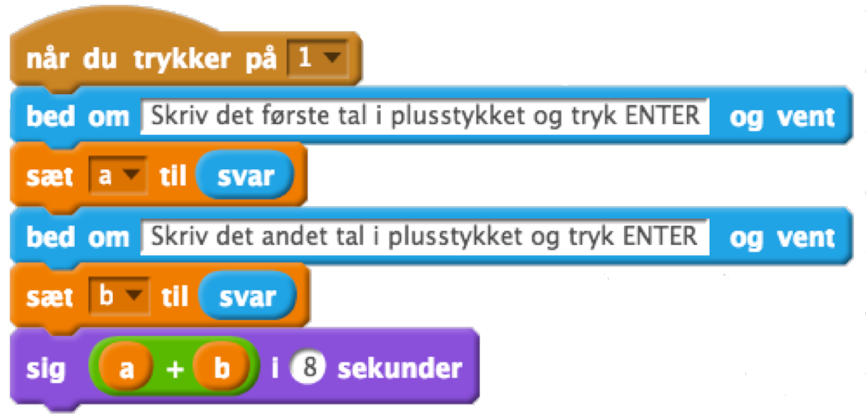 når du trykker på 1
bed om Skriv det første tal i plusstykket og tryk ENTER og vent
sæt a til svar
bed om Skriv det andet tal i plusstykket og tryk ENTER og vent
sæt b til svar
sig a + b i 8 sekunder